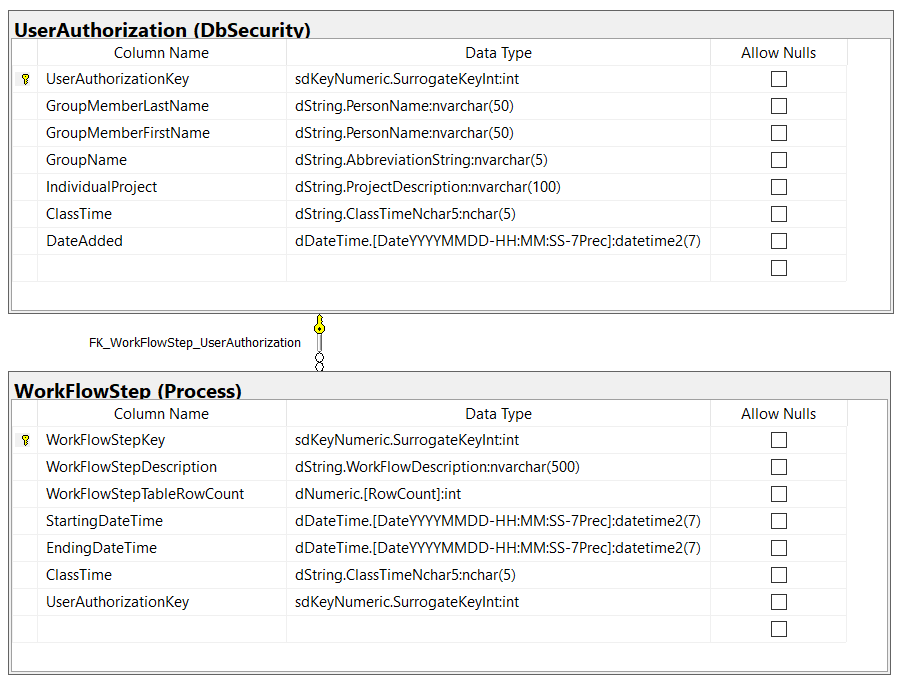 UserAuthorization (DbSecurity)
Column Name Data Type Allow Nulls
UserAuthorizationKey sdKeyNumeric.SurrogateKeyInt:int
GroupMemberLastName dString.PersonName:nvarchar(50)
GroupMemberFirstName dString.PersonName:nvarchar(50)
GroupName dString.AbbreviationString:nvarchar(5)
IndividualProject dString.ProjectDescription:nvarchar(100)
ClassTime dString.ClassTimeNchar5:nchar(5)
DateAdded dDateTime.[DateYYYYMMDD-HH:MM:SS-7Prec]:datetime2(7)
FK_WorkFlowStep_UserAuthorization
WorkFlowStep (Process)
Column Name Data Type Allow Nulls
WorkFlowStepKey sdKeyNumeric.SurrogateKeyInt:int
WorkFlowStepDescription dString.WorkFlowDescription:nvarchar(500)
WorkFlowStepTableRowCount dNumeric.[RowCount]:int
StartingDateTime dDateTime.[DateYYYYMMDD-HH:MM:SS-7Prec]:datetime2(7)
EndingDateTime dDateTime.[DateYYYYMMDD-HH:MM:SS-7Prec]:datetime2(7)
ClassTime dString.ClassTimeNchar5:nchar(5)
UserAuthorizationKey sdKeyNumeric.SurrogateKeyInt:int